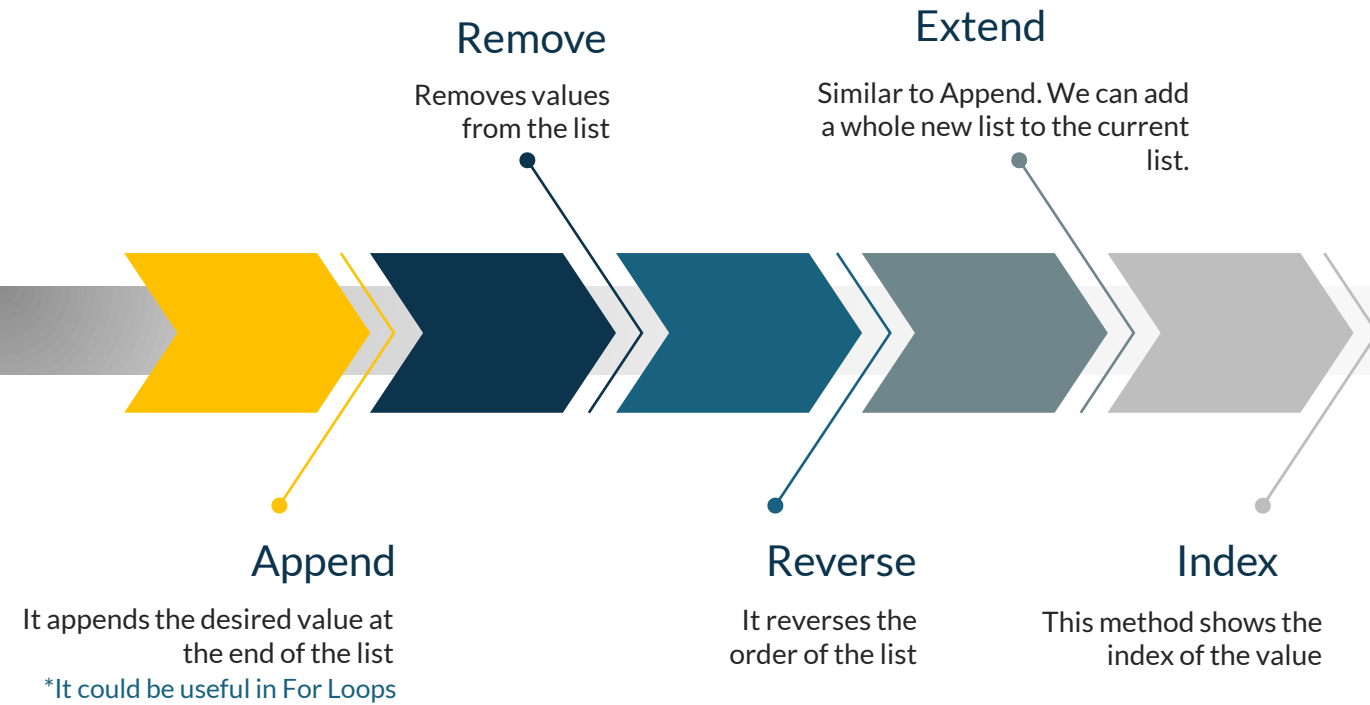 Remove
Removes values
from the list
Extend
Similar to Append. We can add
a whole new list to the current
list.
Append
It appends the desired value at
the end of the list
*It could be useful in For Loops
Reverse
It reverses the
order of the list
Index
This method shows the
index of the value